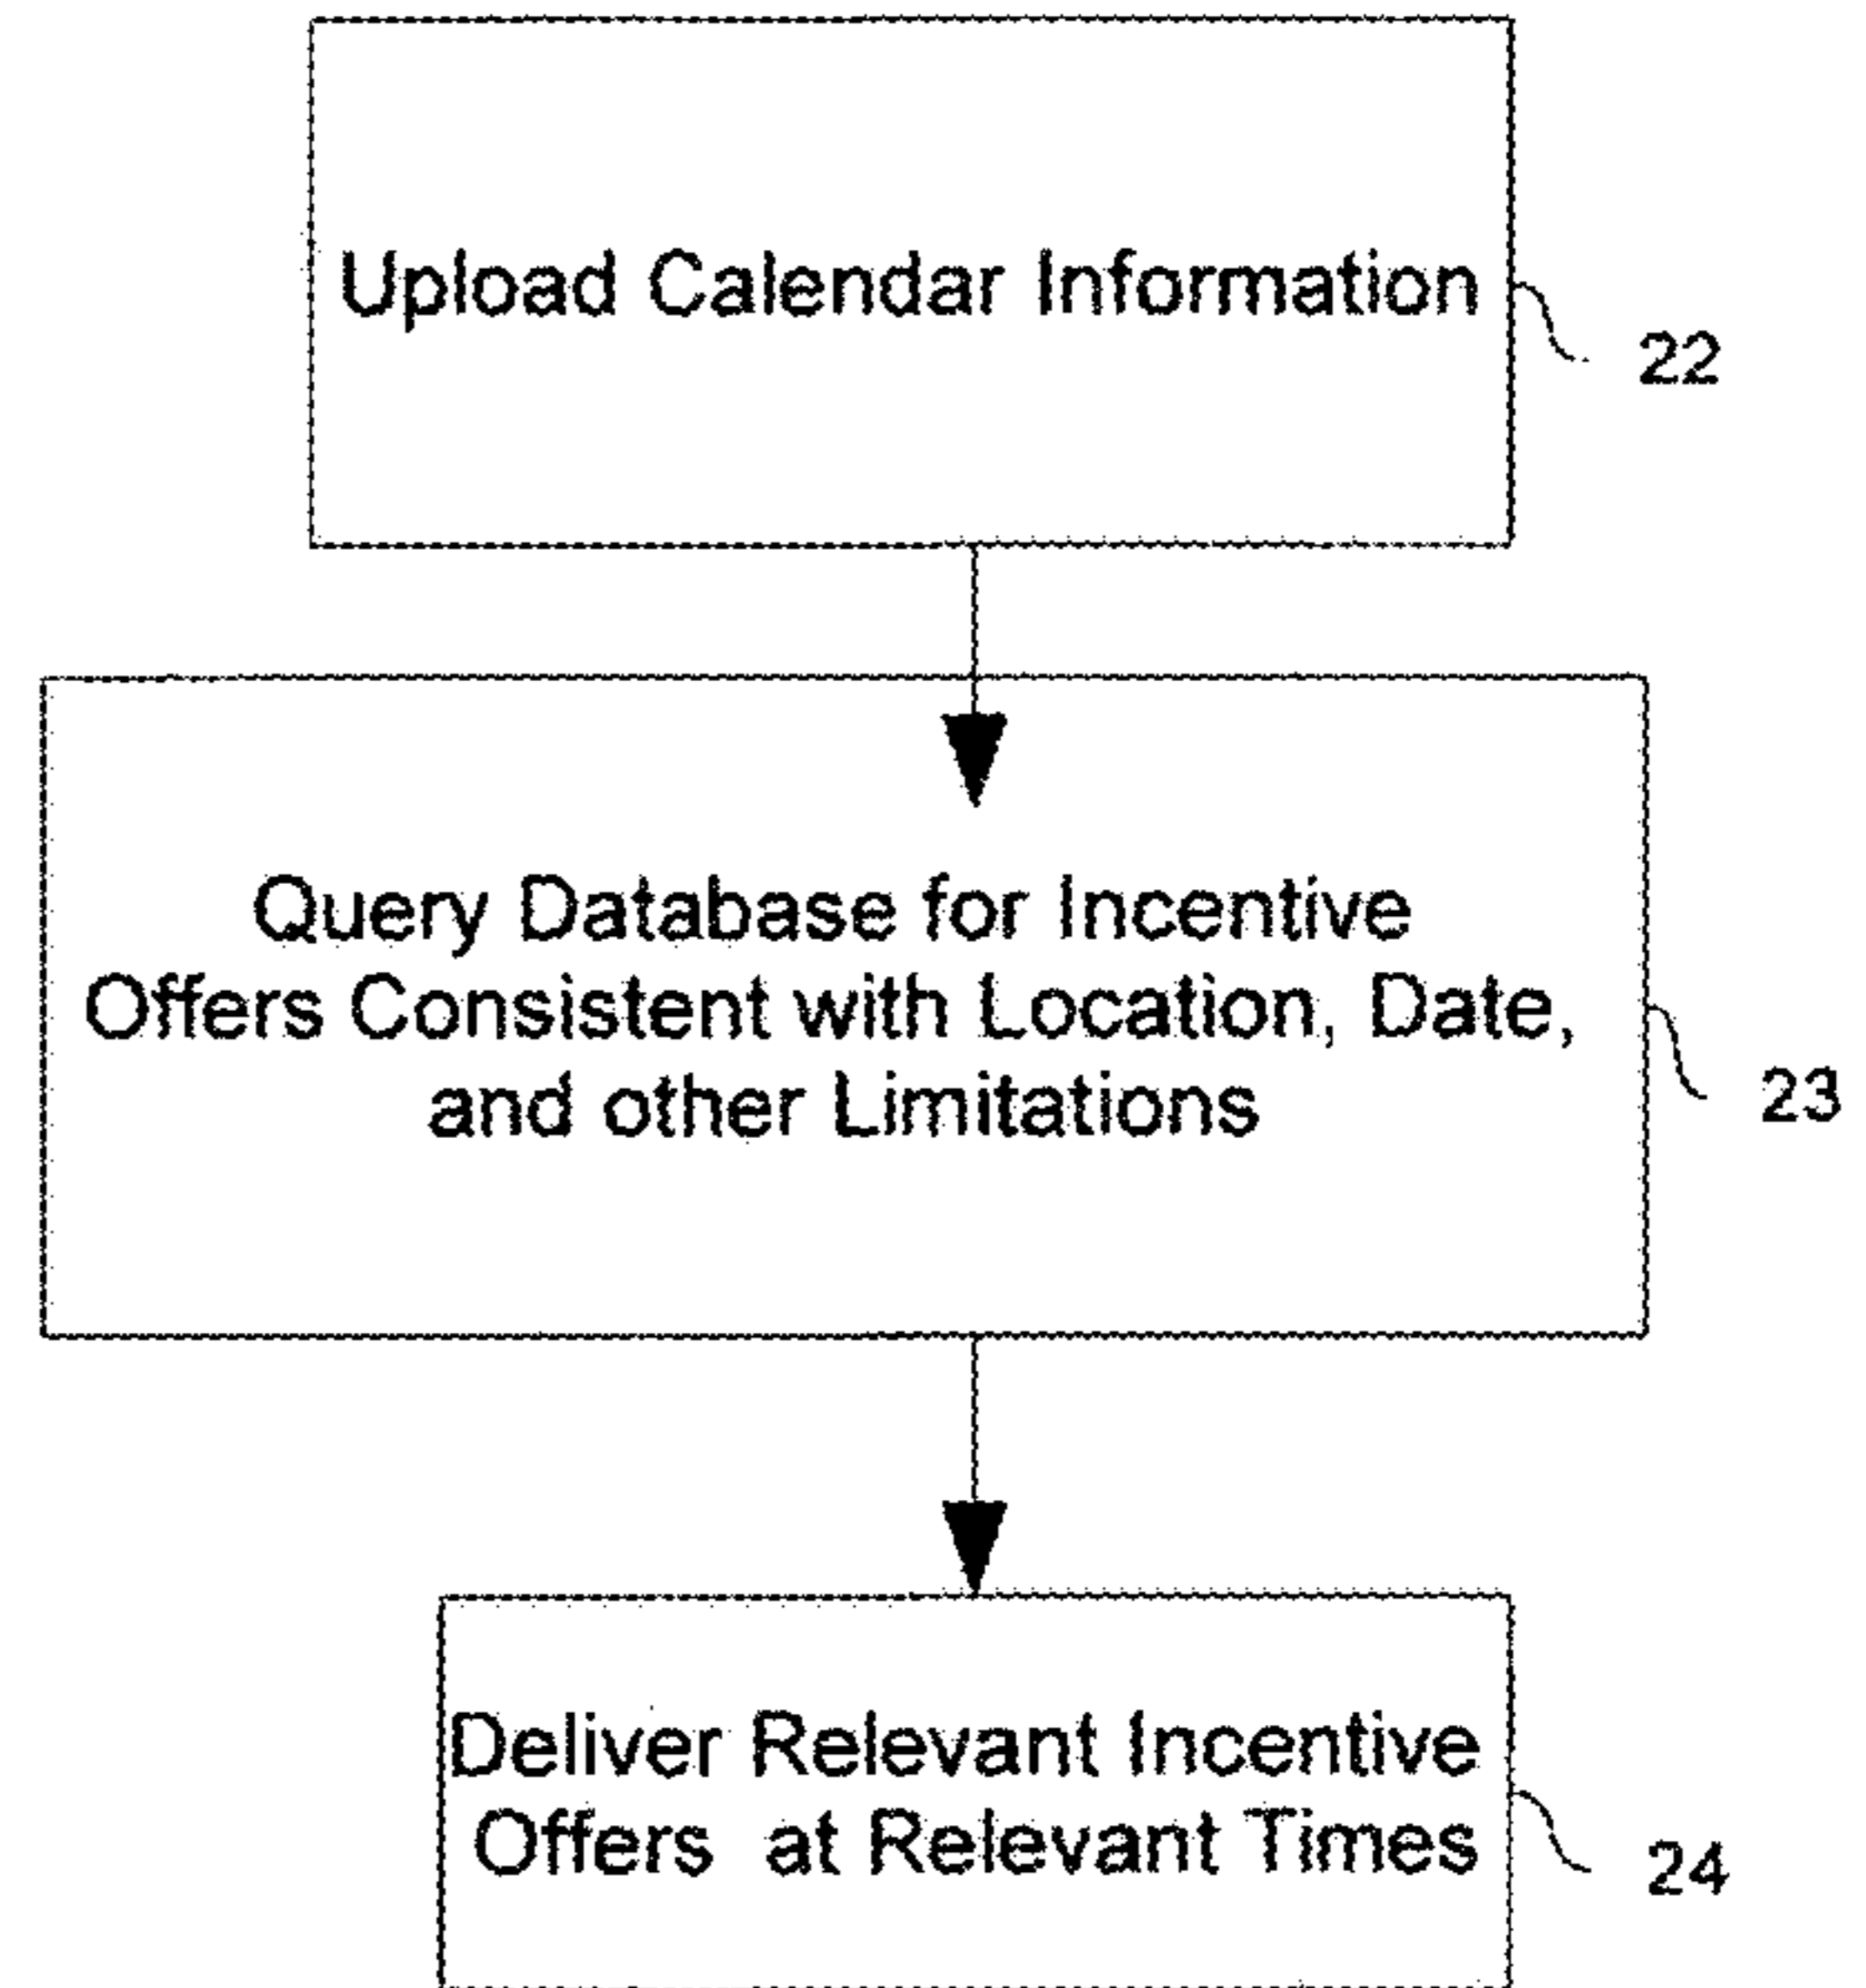 Upload Calendar Information
22
Query Database for Incentive
Offers Consistent with Location, Date,
and other Limitations
23
Deliver Relevant Incentive
Offers at Relevant Times
24